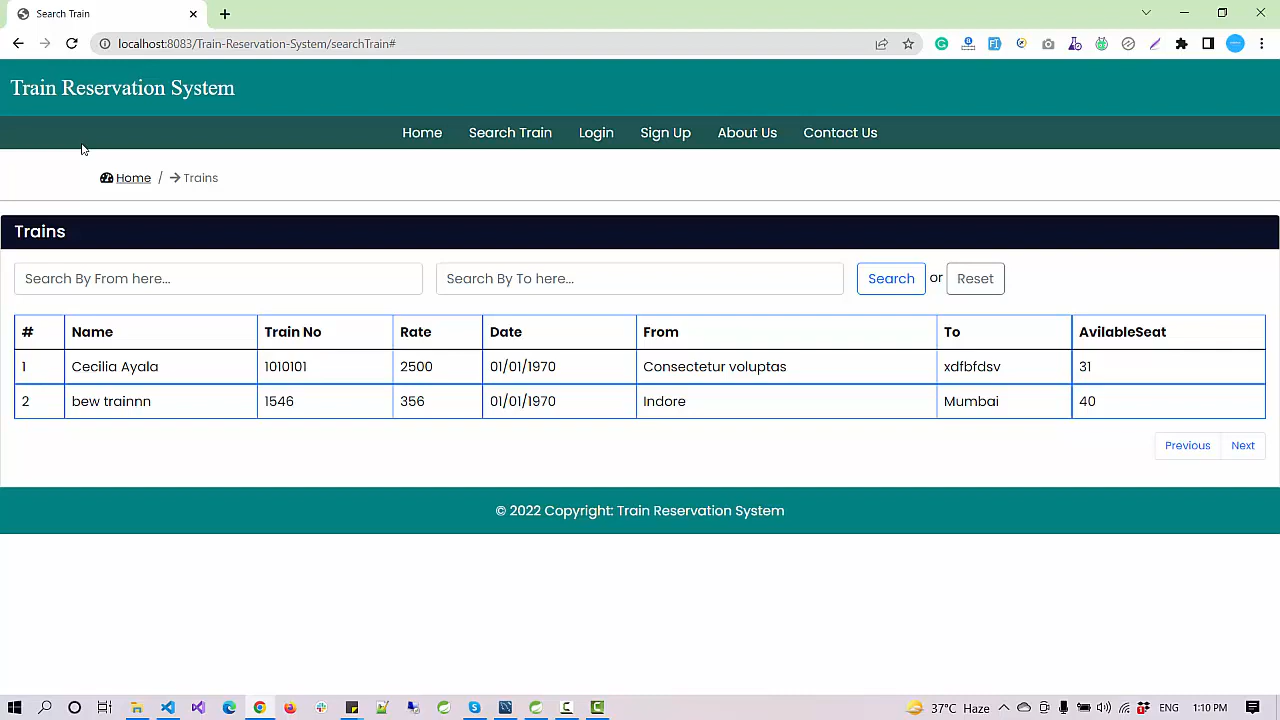 Search Train
localhost:8083/Train-Reservation-System/searchTrain#
Train Reservation System
Home Search Train Login Sign Up About Us Contact Us
Home / Trains
Trains
Search By From here... Search By To here... Search or Reset
# Name Train No Rate Date From To AvilableSeat
1 Cecilia Ayala 1010101 2500 01/01/1970 Consectetur voluptas xdfbfdsv 31
2 bew trainnn 1546 356 01/01/1970 Indore Mumbai 40
Previous Next
© 2022 Copyright: Train Reservation System
37°C Haze ENG 1:10 PM